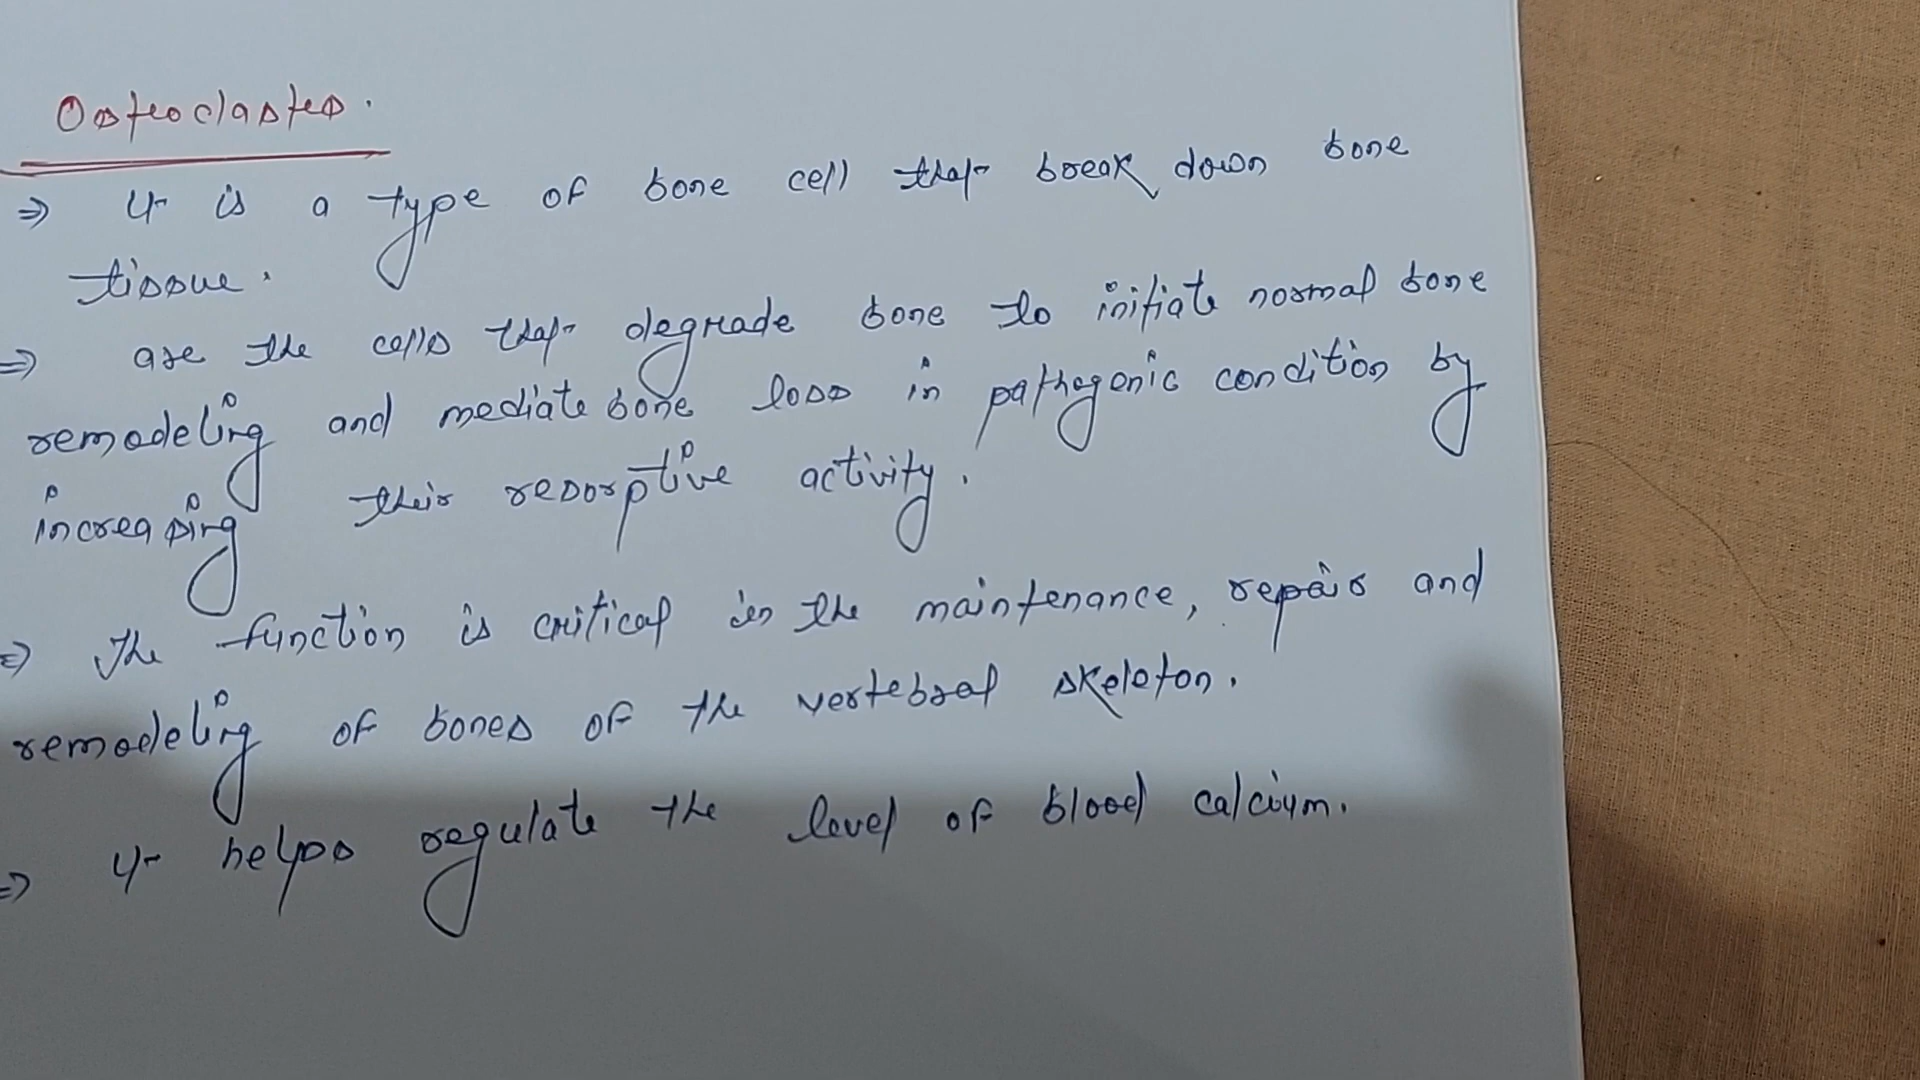 Osteoclastes.
⇒ It is a type of bone cell that break down bone
tissue.
⇒ are the cells that degrade bone to initiate normal bone
remodeling and mediate bone loss in pathogenic condition by
increasing their resorptive activity.
⇒ The function is critical in the maintenance, repair and
remodeling of bones of the vertebral skeleton.
⇒ It helps regulate the level of blood calcium.